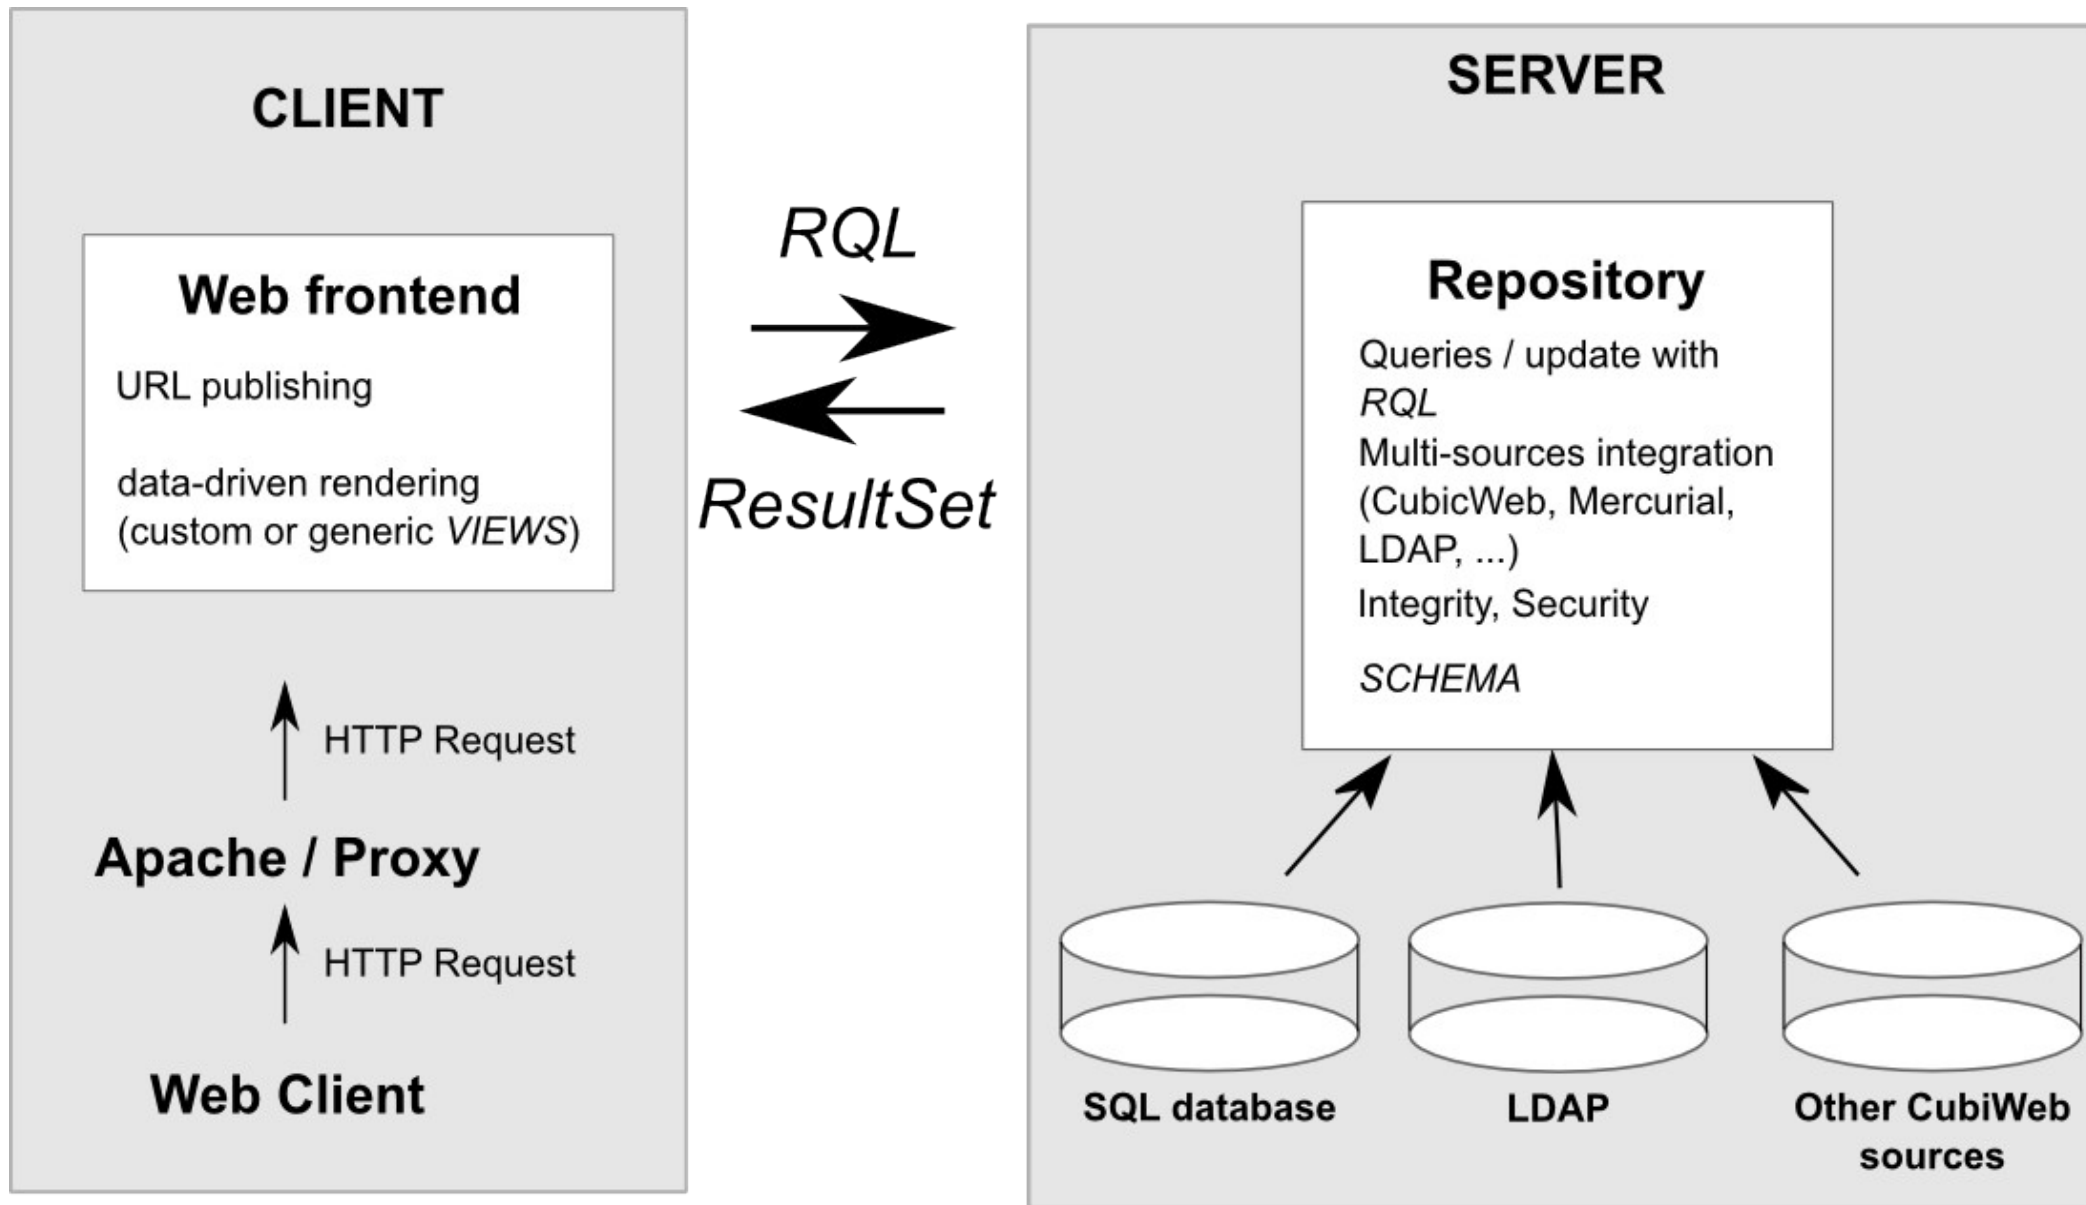 CLIENT
Web frontend
URL publishing
data-driven rendering
(custom or generic VIEWS)
HTTP Request
Apache / Proxy
HTTP Request
Web Client
RQL
ResultSet
SERVER
Repository
Queries / update with
RQL
Multi-sources integration
(CubicWeb, Mercurial,
LDAP, ...)
Integrity, Security
SCHEMA
SQL database
LDAP
Other CubiWeb
sources